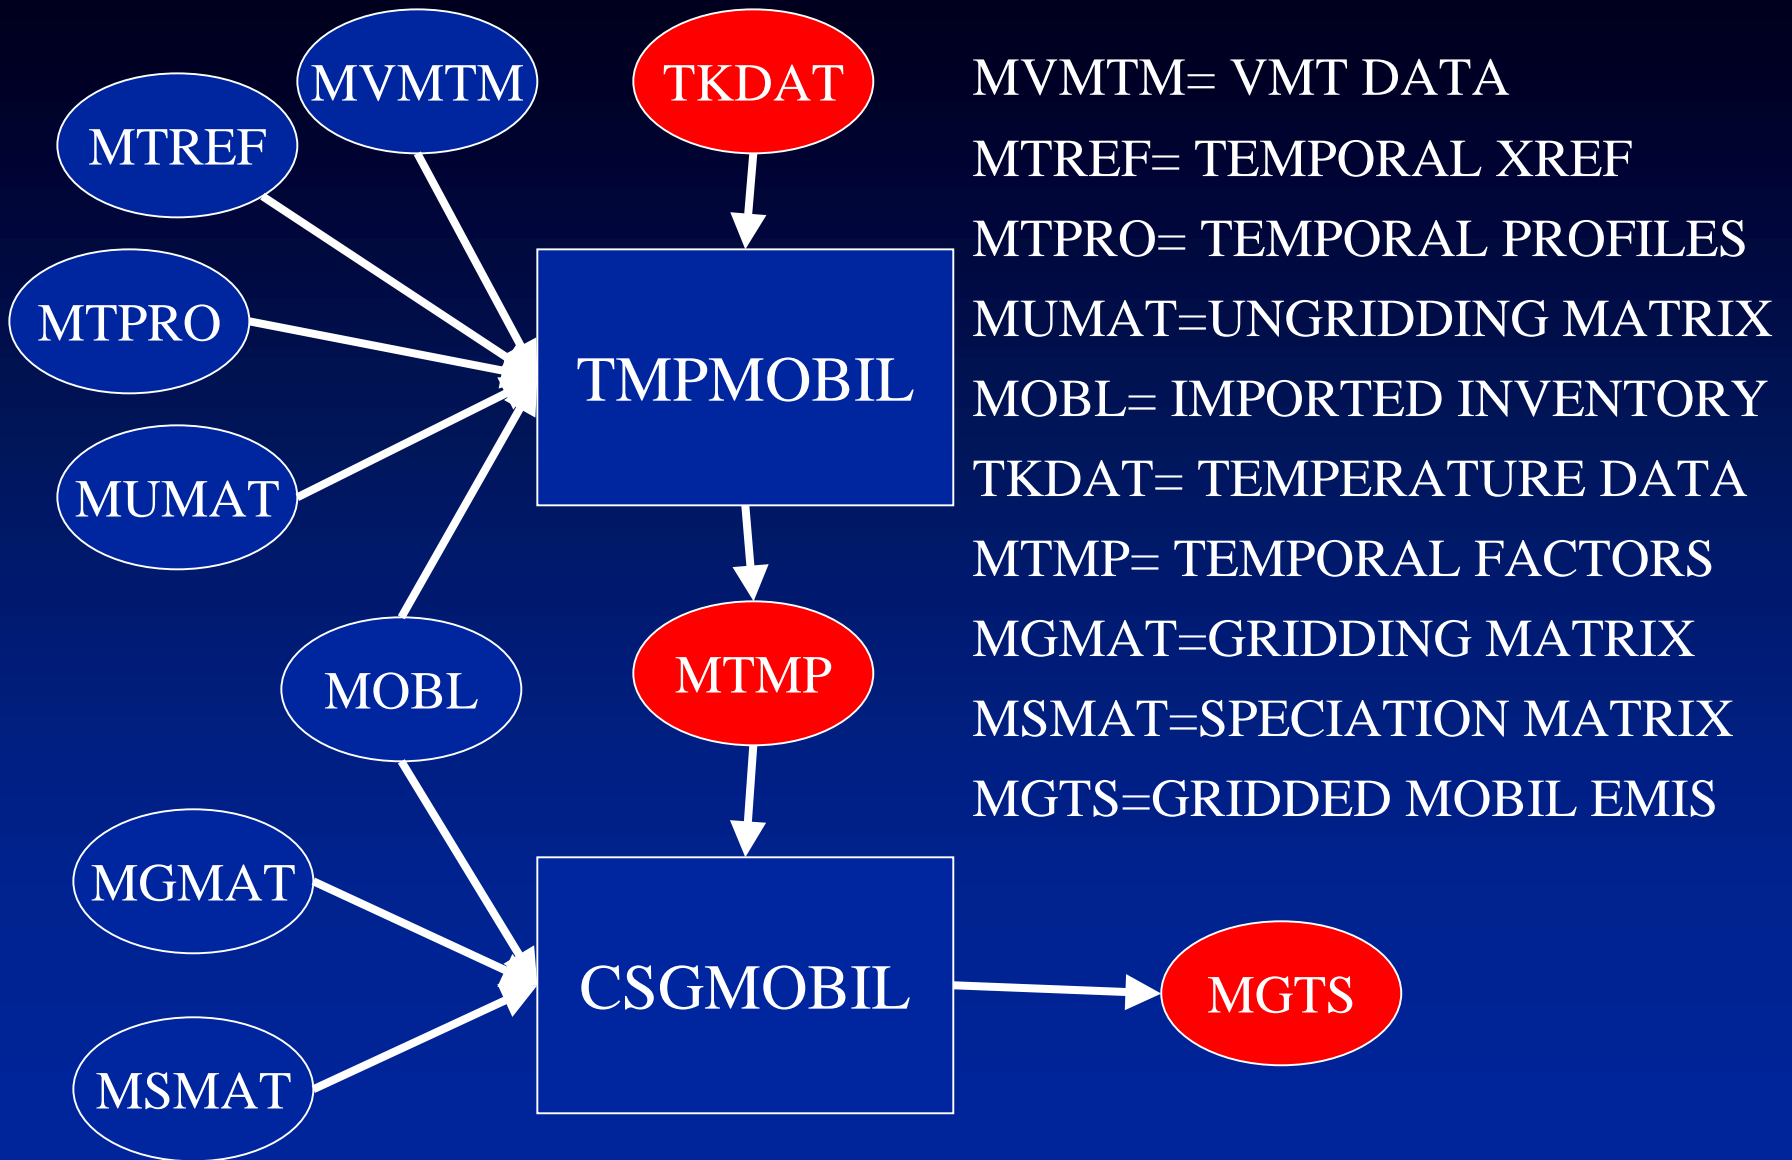 MVMTM
TKDAT
MTREF
MTPRO
TMPMOBIL
MUMAT
MOBL
MTMP
MGMAT
CSGMOBIL
MGTS
MSMAT
MVMTM= VMT DATA
MTREF= TEMPORAL XREF
MTPRO= TEMPORAL PROFILES
MUMAT=UNGRIDDING MATRIX
MOBL= IMPORTED INVENTORY
TKDAT= TEMPERATURE DATA
MTMP= TEMPORAL FACTORS
MGMAT=GRIDDING MATRIX
MSMAT=SPECIATION MATRIX
MGTS=GRIDDED MOBIL EMIS